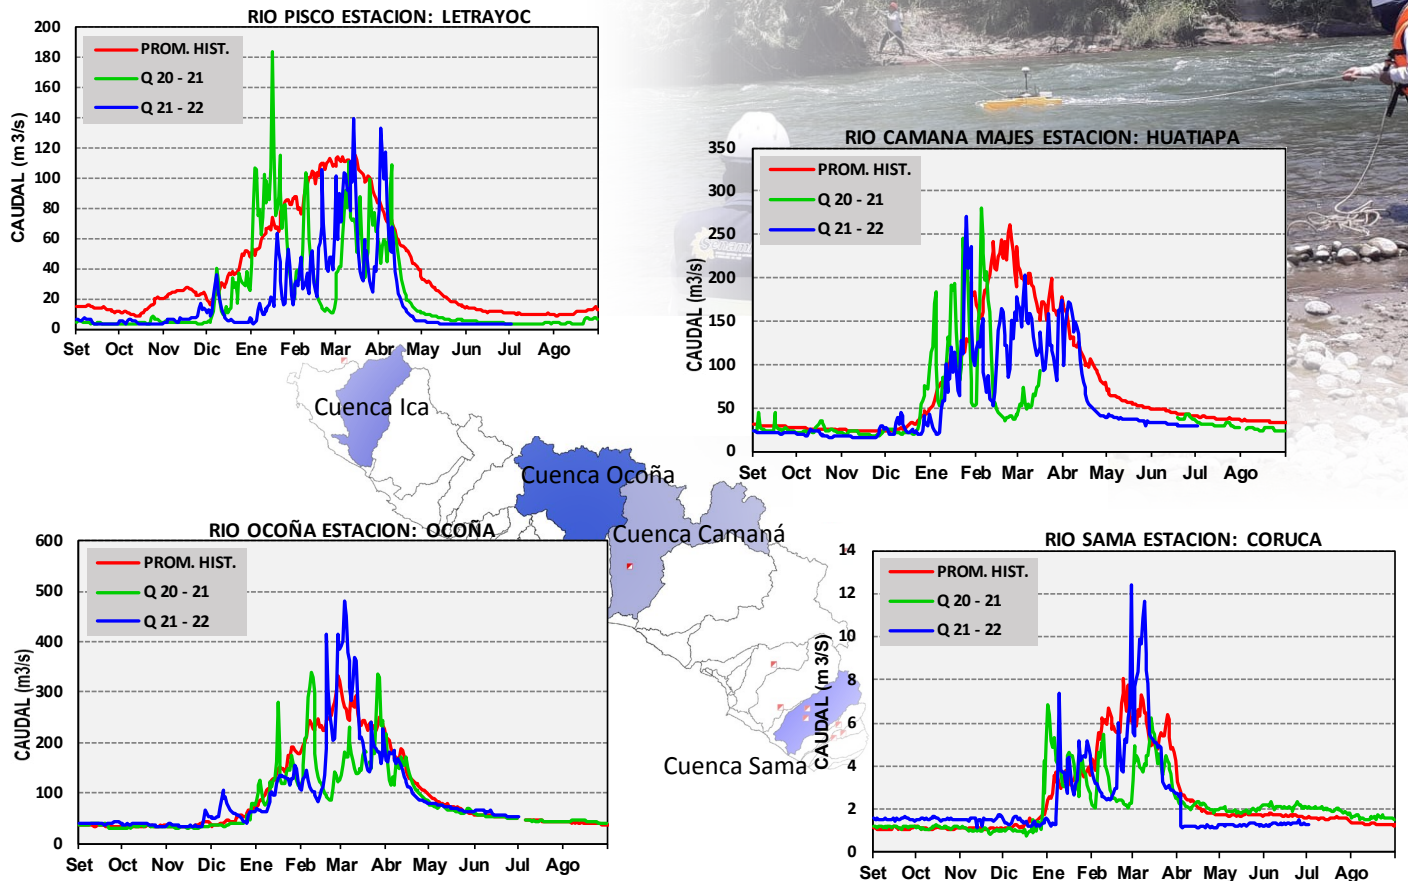 RIO PISCO ESTACION: LETRAYOC
CAUDAL (m 3/s)
200
180
160
140
120
100
80
60
40
20
0
PROM. HIST.
Q 20 - 21
Q 21 - 22
Set Oct Nov Dic Ene Feb Mar Abr May Jun Jul Ago
RIO CAMANA MAJES ESTACION: HUATIAPA
CAUDAL (m3/s)
350
300
250
200
150
100
50
0
PROM. HIST.
Q 20 - 21
Q 21 - 22
Set Oct Nov Dic Ene Feb Mar Abr May Jun Jul Ago
Cuenca Ica
Cuenca Ocoña
Cuenca Camaná
Cuenca Sama
RIO OCOÑA ESTACION: OCOÑA
CAUDAL (m3/s)
600
500
400
300
200
100
0
PROM. HIST.
Q 20 - 21
Q 21 - 22
Set Oct Nov Dic Ene Feb Mar Abr May Jun Jul Ago
RIO SAMA ESTACION: CORUCA
CAUDAL (m 3/S)
14
12
10
8
6
4
2
0
PROM. HIST.
Q 20 - 21
Q 21 - 22
Set Oct Nov Dic Ene Feb Mar Abr May Jun Jul Ago